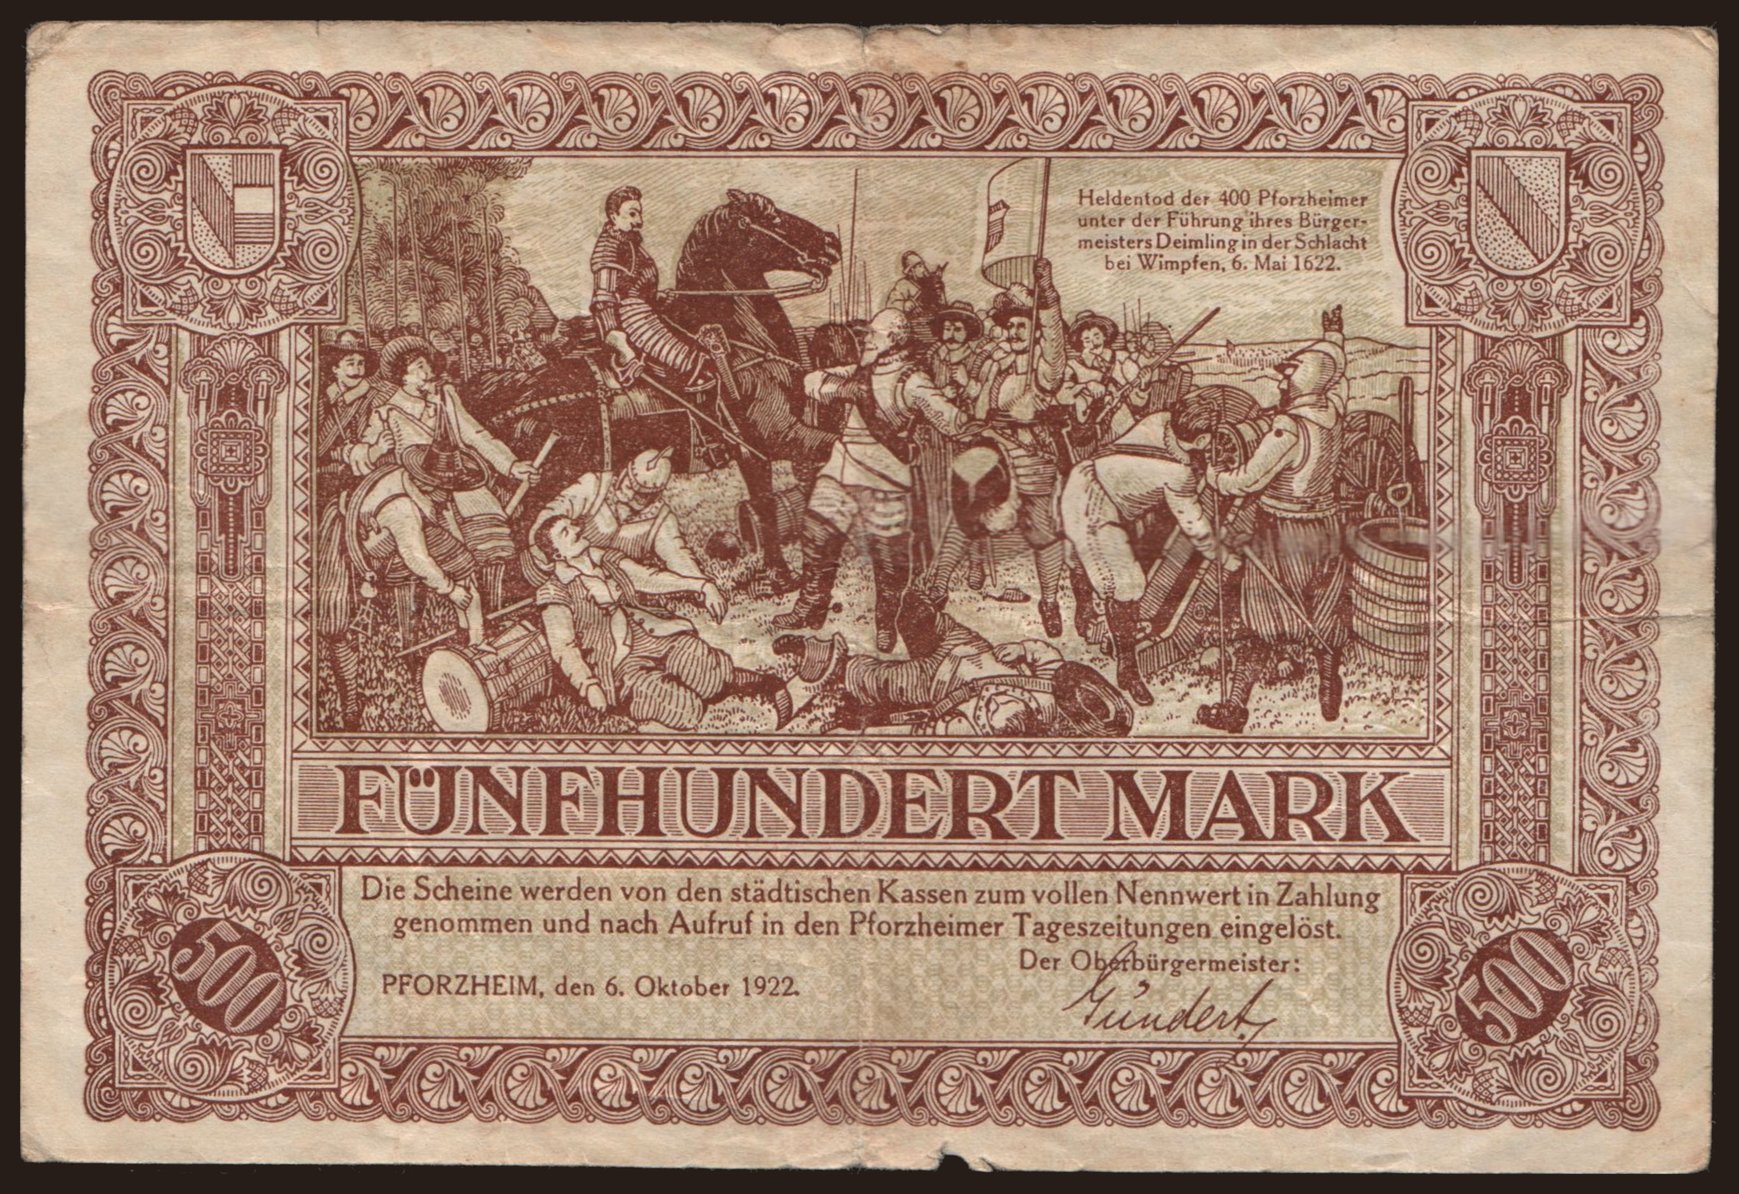 Heldentod der 400 Pforzheimer
unter der Führung ihres Bürger-
meisters Deimling in der Schlacht
bei Wimpfen, 6. Mai 1622.
FÜNFHUNDERT MARK
Die Scheine werden von den städtischen Kassen zum vollen Nennwert in Zahlung
genommen und nach Aufruf in den Pforzheimer Tageszeitungen eingelöst.
Der Oberbürgermeister:
PFORZHEIM, den 6. Oktober 1922.
Gündert
500
500